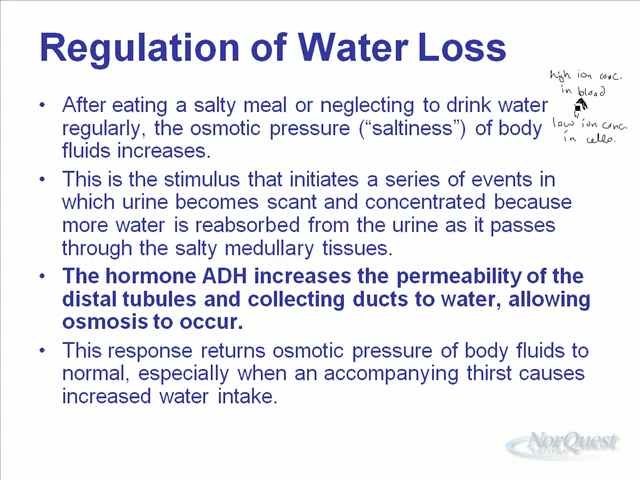 Regulation of Water Loss
high ion conc.
in blood
low ion conc.
in cells.
• After eating a salty meal or neglecting to drink water
regularly, the osmotic pressure (“saltiness”) of body
fluids increases.
• This is the stimulus that initiates a series of events in
which urine becomes scant and concentrated because
more water is reabsorbed from the urine as it passes
through the salty medullary tissues.
• The hormone ADH increases the permeability of the
distal tubules and collecting ducts to water, allowing
osmosis to occur.
• This response returns osmotic pressure of body fluids to
normal, especially when an accompanying thirst causes
increased water intake.
NorQuest